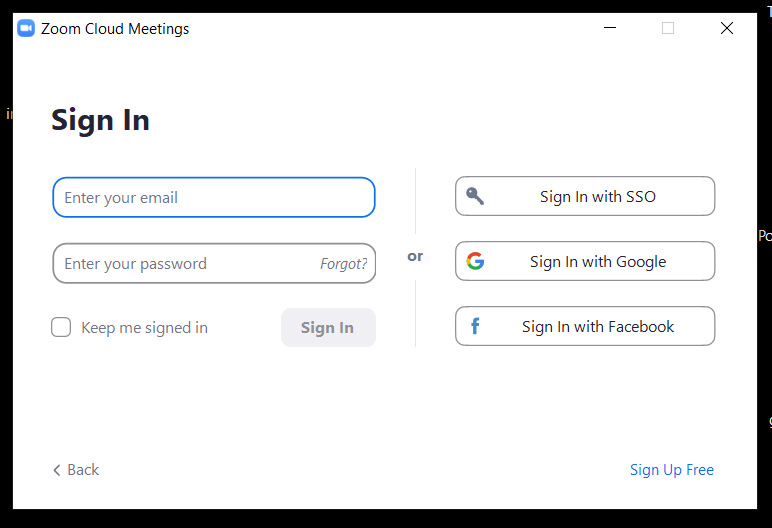 Zoom Cloud Meetings
Sign In
Enter your email
Enter your password Forgot?
Keep me signed in
Sign In
or
Sign In with SSO
Sign In with Google
Sign In with Facebook
Back
Sign Up Free